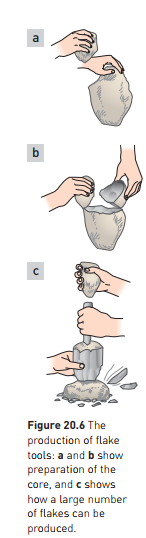 a
b
c
Figure 20.6 The
production of flake
tools: a and b show
preparation of the
core, and c shows
how a large number
of flakes can be
produced.